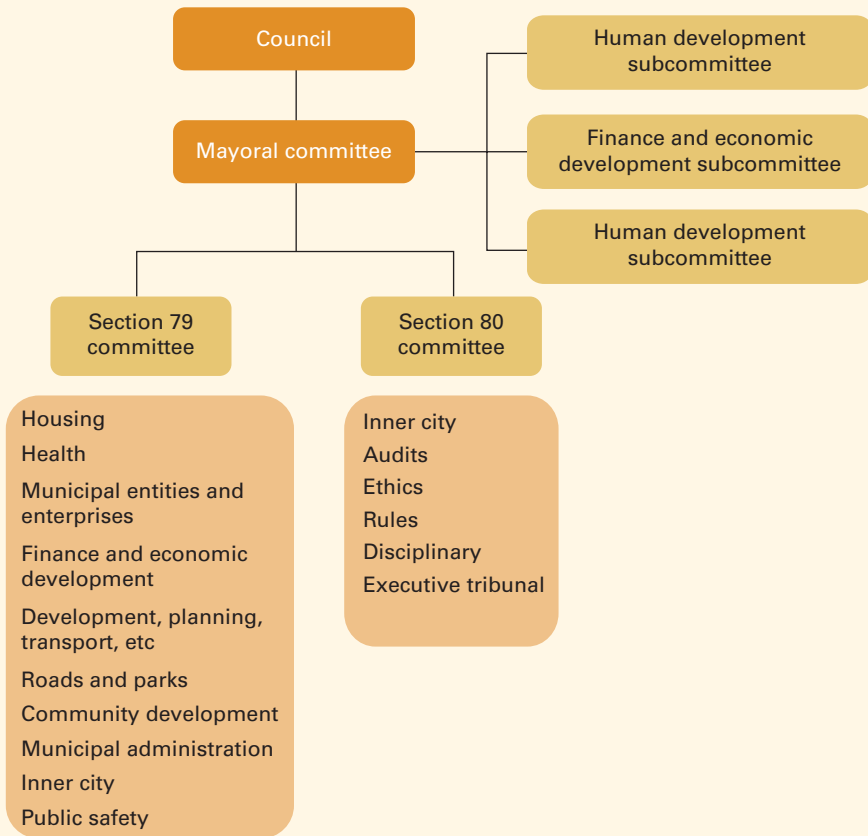 Council
Mayoral committee
Human development
subcommittee
Finance and economic
development subcommittee
Human development
subcommittee
Section 79
committee
Housing
Health
Municipal entities and
enterprises
Finance and economic
development
Development, planning,
transport, etc
Roads and parks
Community development
Municipal administration
Inner city
Public safety
Section 80
committee
Inner city
Audits
Ethics
Rules
Disciplinary
Executive tribunal